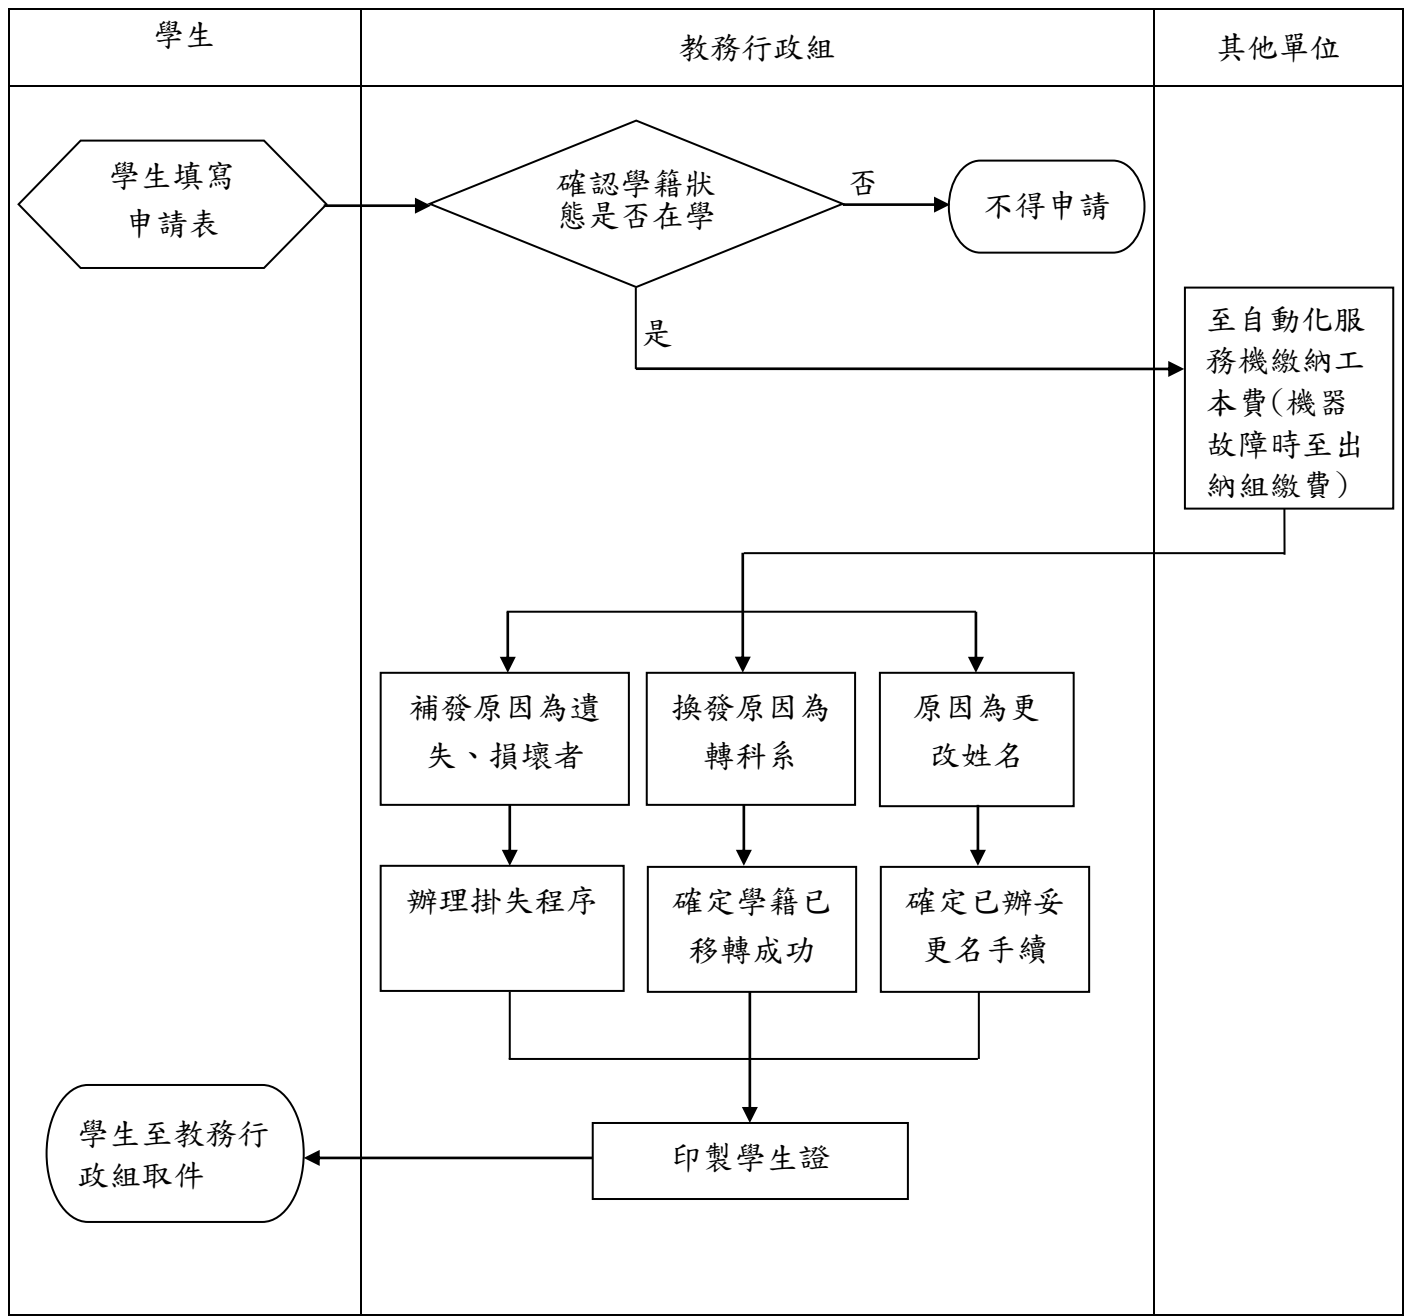 學生
教務行政組
其他單位
學生填寫
申請表
確認學籍狀
態是否在學
否
不得申請
是
至自動化服
務機繳納工
本費(機器
故障時至出
納組繳費)
補發原因為遺
失、損壞者
換發原因為
轉科系
原因為更
改姓名
辦理掛失程序
確定學籍已
移轉成功
確定已辦妥
更名手續
印製學生證
學生至教務行
政組取件